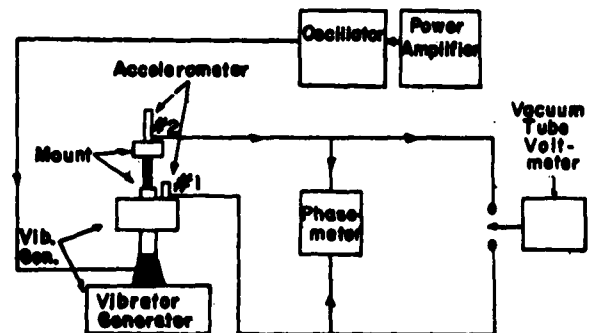 Oscillator
Power
Amplifier
Accelerometer
#2
Vacuum
Tube
Volt-
meter
Mount
#1
Phase-
meter
Vib.
Gen.
Vibrator
Generator